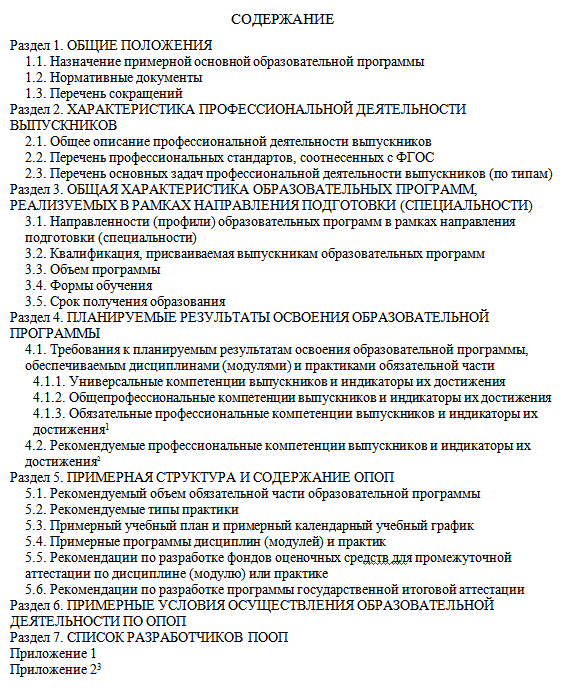 СОДЕРЖАНИЕ
Раздел 1. ОБЩИЕ ПОЛОЖЕНИЯ
1.1. Назначение примерной основной образовательной программы
1.2. Нормативные документы
1.3. Перечень сокращений
Раздел 2. ХАРАКТЕРИСТИКА ПРОФЕССИОНАЛЬНОЙ ДЕЯТЕЛЬНОСТИ
ВЫПУСКНИКОВ
2.1. Общее описание профессиональной деятельности выпускников
2.2. Перечень профессиональных стандартов, соотнесенных с ФГОС
2.3. Перечень основных задач профессиональной деятельности выпускников (по типам)
Раздел 3. ОБЩАЯ ХАРАКТЕРИСТИКА ОБРАЗОВАТЕЛЬНЫХ ПРОГРАММ,
РЕАЛИЗУЕМЫХ В РАМКАХ НАПРАВЛЕНИЯ ПОДГОТОВКИ (СПЕЦИАЛЬНОСТИ)
3.1. Направленности (профили) образовательных программ в рамках направления
подготовки (специальности)
3.2. Квалификация, присваиваемая выпускникам образовательных программ
3.3. Объем программы
3.4. Формы обучения
3.5. Срок получения образования
Раздел 4. ПЛАНИРУЕМЫЕ РЕЗУЛЬТАТЫ ОСВОЕНИЯ ОБРАЗОВАТЕЛЬНОЙ
ПРОГРАММЫ
4.1. Требования к планируемым результатам освоения образовательной программы,
обеспечиваемым дисциплинами (модулями) и практиками обязательной части
4.1.1. Универсальные компетенции выпускников и индикаторы их достижения
4.1.2. Общепрофессиональные компетенции выпускников и индикаторы их достижения
4.1.3. Обязательные профессиональные компетенции выпускников и индикаторы их
достижения¹
4.2. Рекомендуемые профессиональные компетенции выпускников и индикаторы их
достижения²
Раздел 5. ПРИМЕРНАЯ СТРУКТУРА И СОДЕРЖАНИЕ ОПОП
5.1. Рекомендуемый объем обязательной части образовательной программы
5.2. Рекомендуемые типы практики
5.3. Примерный учебный план и примерный календарный учебный график
5.4. Примерные программы дисциплин (модулей) и практик
5.5. Рекомендации по разработке фондов оценочных средств для промежуточной
аттестации по дисциплине (модулю) или практике
5.6. Рекомендации по разработке программы государственной итоговой аттестации
Раздел 6. ПРИМЕРНЫЕ УСЛОВИЯ ОСУЩЕСТВЛЕНИЯ ОБРАЗОВАТЕЛЬНОЙ
ДЕЯТЕЛЬНОСТИ ПО ОПОП
Раздел 7. СПИСОК РАЗРАБОТЧИКОВ ПООП
Приложение 1
Приложение 2³